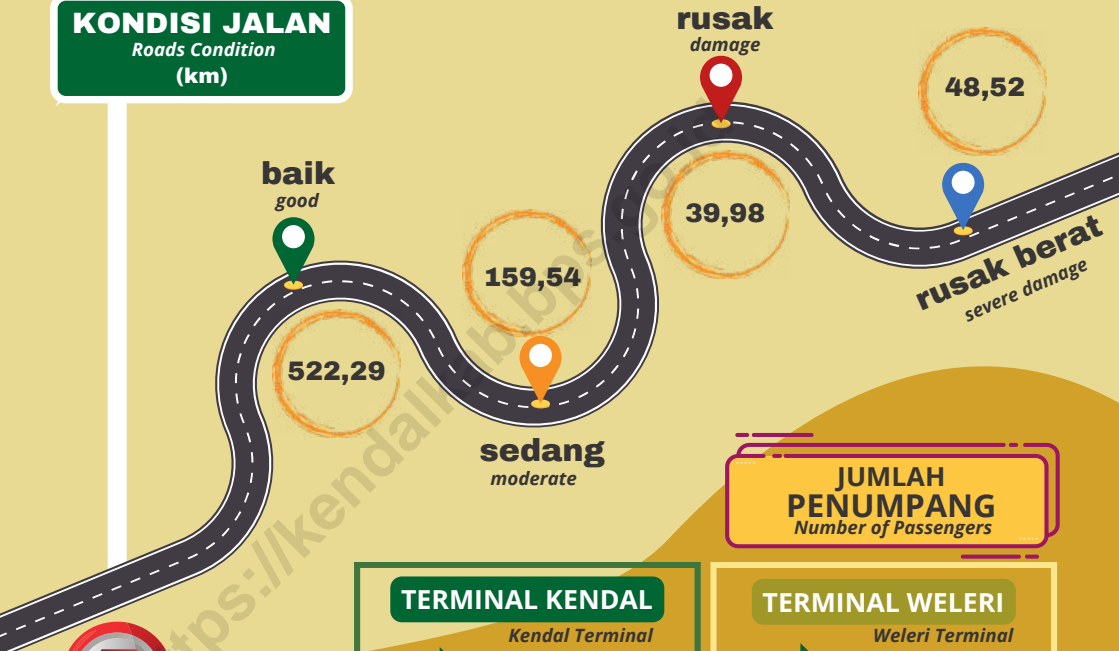 KONDISI JALAN
Roads Condition
(km)
rusak
damage
48,52
baik
good
39,98
159,54
rusak berat
severe damage
522,29
sedang
moderate
JUMLAH
PENUMPANG
Number of Passengers
TERMINAL KENDAL
Kendal Terminal
TERMINAL WELERI
Weleri Terminal